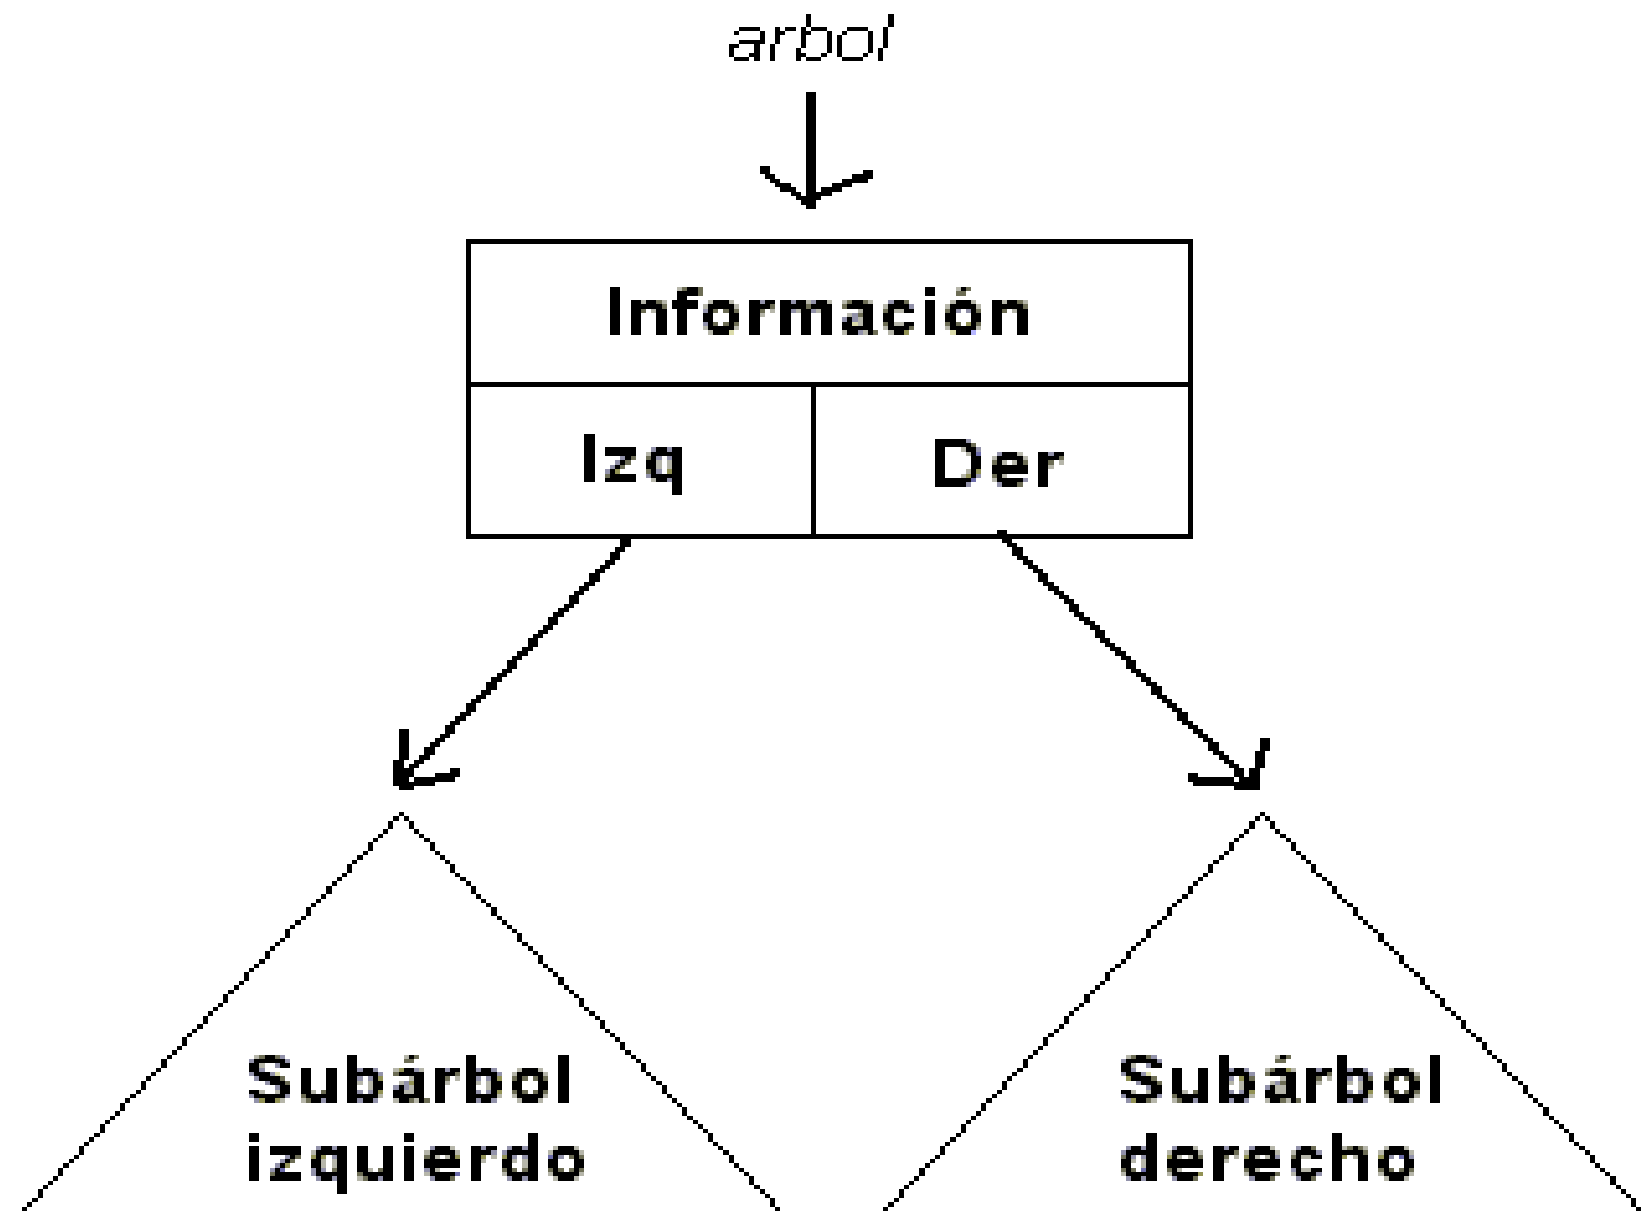 arbol
Información
Izq
Der
Subárbol
izquierdo
Subárbol
derecho